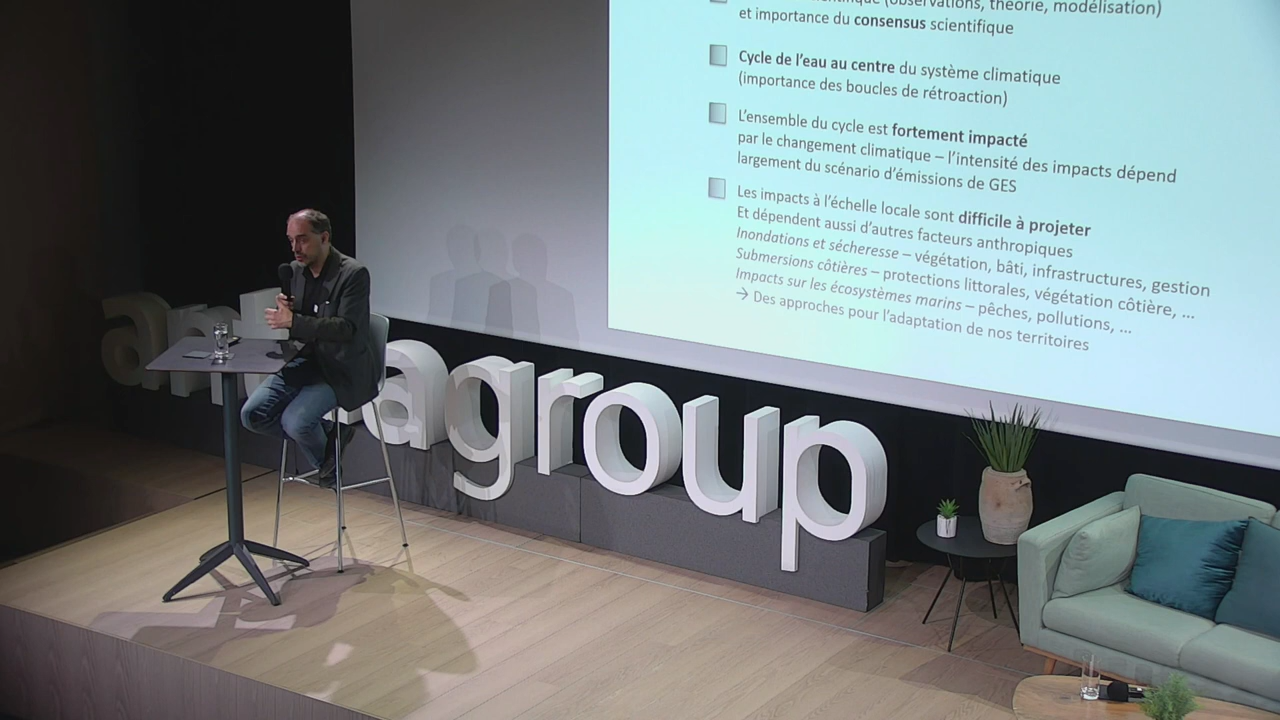 (observations, théorie, modélisation)
et importance du consensus scientifique
Cycle de l'eau au centre du système climatique
(importance des boucles de rétroaction)
L'ensemble du cycle est fortement impacté
par le changement climatique – l'intensité des impacts dépend
largement du scénario d'émissions de GES
Les impacts à l'échelle locale sont difficile à projeter
Et dépendent aussi d'autres facteurs anthropiques
Inondations et sécheresse – végétation, bâti, infrastructures, gestion
Submersions côtières – protections littorales, végétation côtière, ...
Impacts sur les écosystèmes marins – pêches, pollutions, ...
→ Des approches pour l'adaptation de nos territoires
agroup